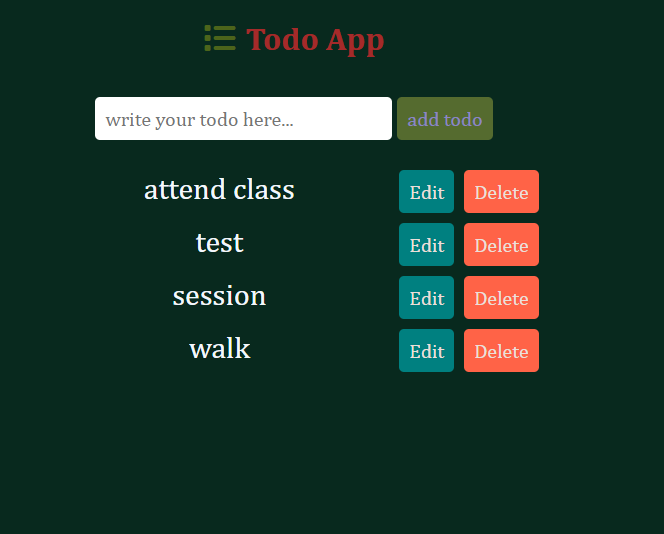 Todo App
write your todo here... add todo
attend class Edit Delete
test Edit Delete
session Edit Delete
walk Edit Delete